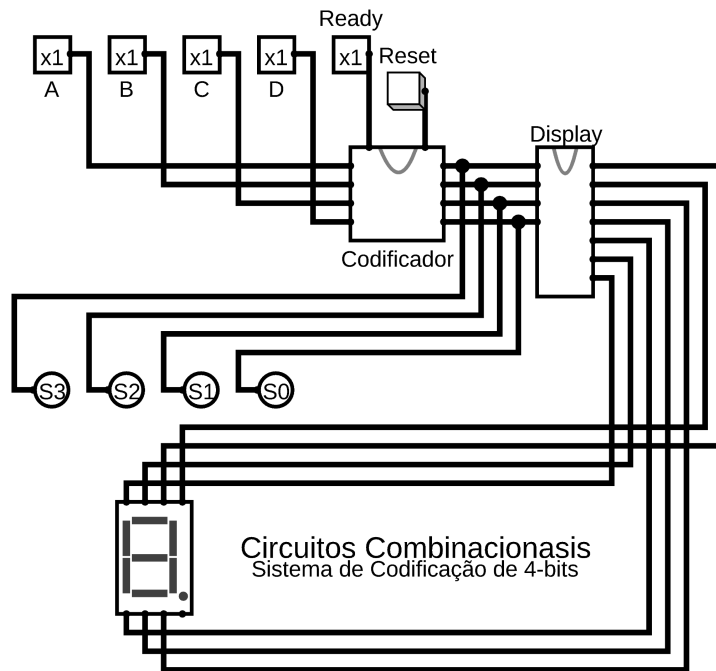 Ready
x1 x1 x1 x1 x1
Reset
A B C D
Display
Codificador
S3 S2 S1 S0
Circuitos Combinacionasis
Sistema de Codificação de 4-bits